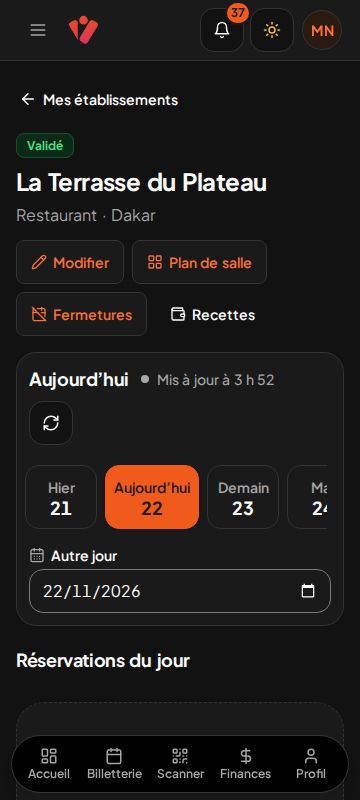 37
MN
Mes établissements
Validé
La Terrasse du Plateau
Restaurant · Dakar
Modifier
Plan de salle
Fermetures
Recettes
Aujourd'hui
Mis à jour à 3 h 52
Hier
Aujourd'hui
Demain
21
22
23
Autre jour
22/11/2026
Réservations du jour
Accueil
Billetterie
Scanner
Finances
Profil